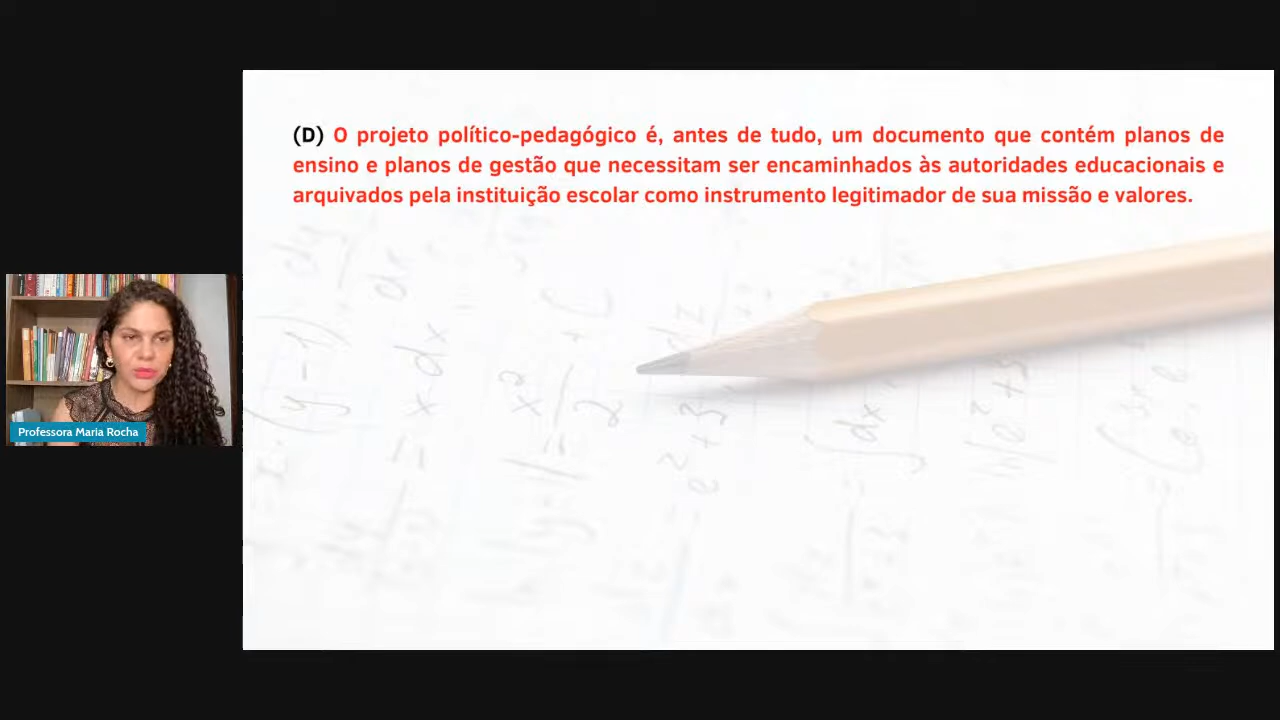 (D) O projeto político-pedagógico é, antes de tudo, um documento que contém planos de
ensino e planos de gestão que necessitam ser encaminhados às autoridades educacionais e
arquivados pela instituição escolar como instrumento legitimador de sua missão e valores.
Professora Maria Rocha